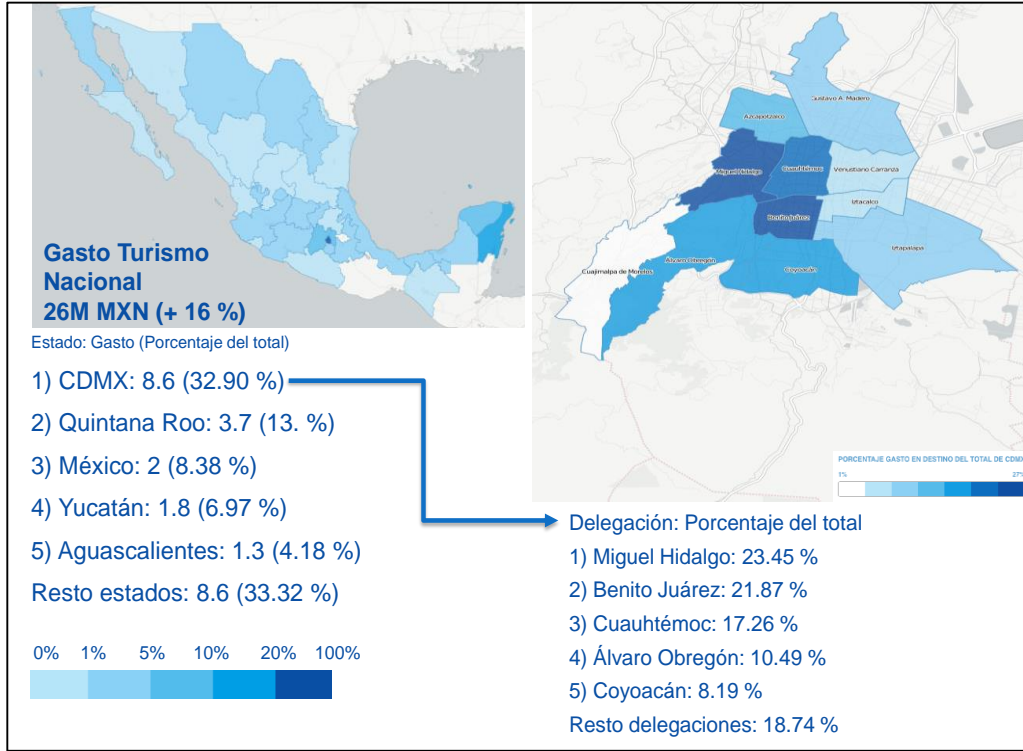 Gasto Turismo
Nacional
26M MXN (+ 16 %)
Estado: Gasto (Porcentaje del total)
1) CDMX: 8.6 (32.90 %)
2) Quintana Roo: 3.7 (13. %)
3) México: 2 (8.38 %)
4) Yucatán: 1.8 (6.97 %)
5) Aguascalientes: 1.3 (4.18 %)
Resto estados: 8.6 (33.32 %)
0% 1% 5% 10% 20% 100%
Gustavo A. Madero
Azcapotzalco
Miguel Hidalgo
Cuauhtémoc
Venustiano Carranza
Iztacalco
Benito Juárez
Iztapalapa
Álvaro Obregón
Coyoacán
Cuajimalpa de Morelos
PORCENTAJE GASTO EN DESTINO DEL TOTAL DE CDMX
1% 27%
Delegación: Porcentaje del total
1) Miguel Hidalgo: 23.45 %
2) Benito Juárez: 21.87 %
3) Cuauhtémoc: 17.26 %
4) Álvaro Obregón: 10.49 %
5) Coyoacán: 8.19 %
Resto delegaciones: 18.74 %